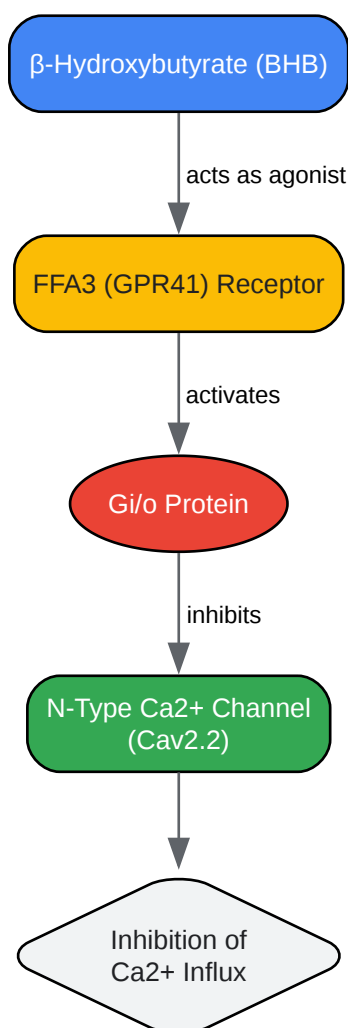 β-Hydroxybutyrate (BHB)
acts as agonist
FFA3 (GPR41) Receptor
activates
Gi/o Protein
inhibits
N-Type Ca2+ Channel
(Cav2.2)
Inhibition of
Ca2+ Influx